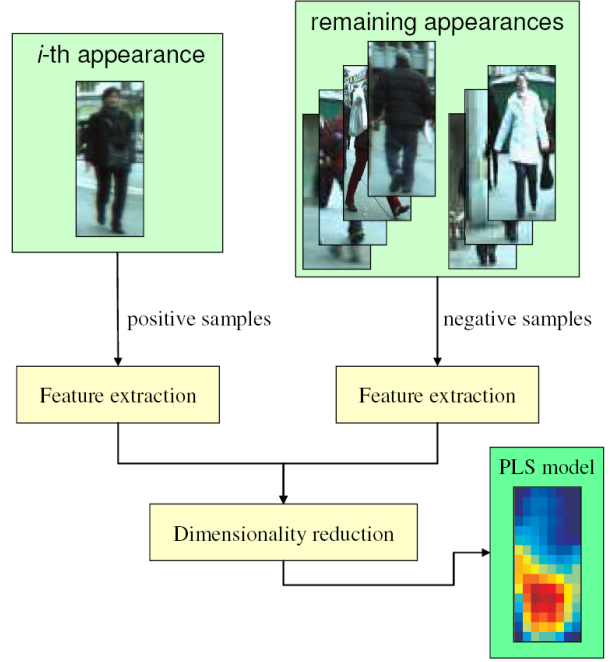 i-th appearance
remaining appearances
positive samples
negative samples
Feature extraction
Feature extraction
PLS model
Dimensionality reduction